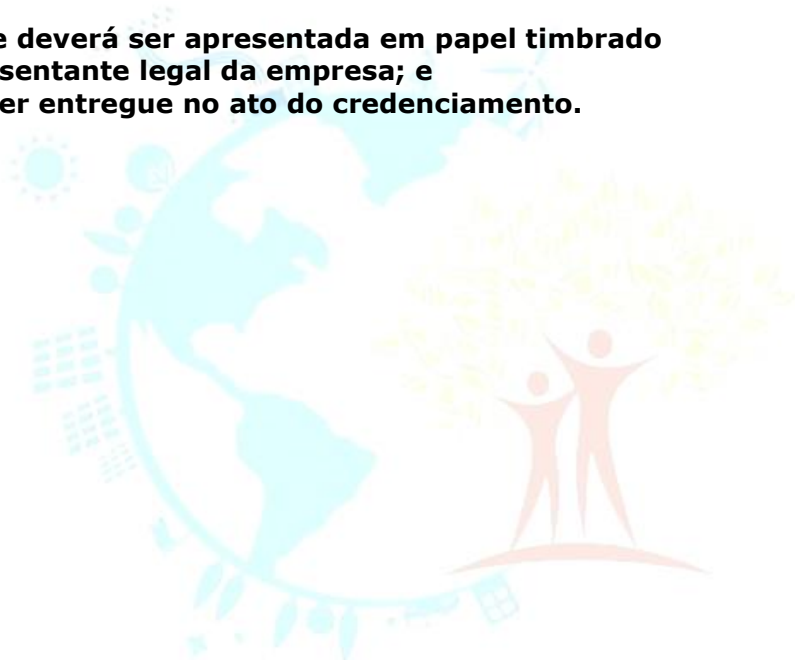 e deverá ser apresentada em papel timbrado
sentante legal da empresa; e
er entregue no ato do credenciamento.